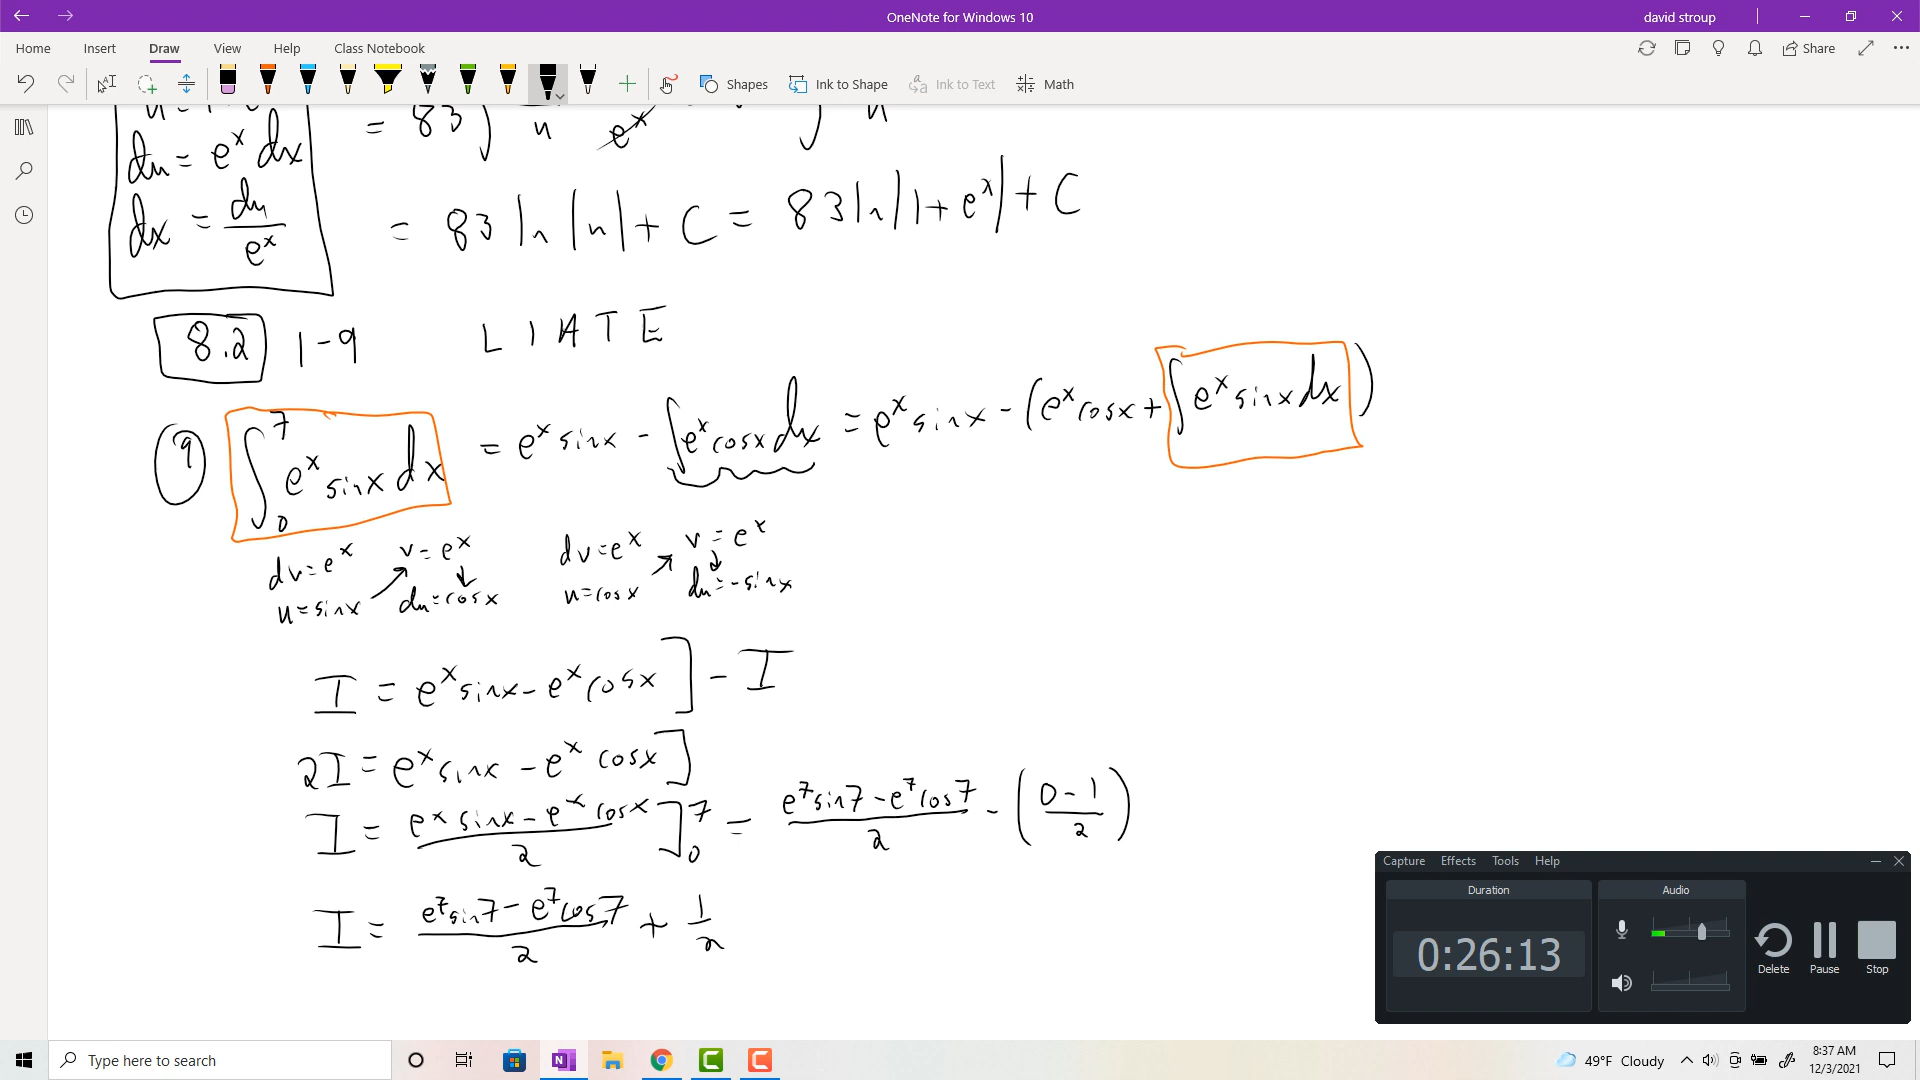 OneNote for Windows 10
david stroup
Home Insert Draw View Help Class Notebook
Share
Shapes Ink to Shape Ink to Text Math
du = e^x dx
= 83 ∫ u e^x ∫ u
dx = du/e^x
= 83 ln|u| + C = 83 ln|1+e^x| + C
8.2 1-9 L I A T E
9 ∫_0^7 e^x sinx dx = e^x sinx - ∫e^x cosx dx = e^x sinx - (e^x cosx + ∫e^x sinx dx)
dv=e^x v=e^x dv=e^x v=e^x
u=sinx du=cosx u=cosx du=-sinx
I = e^x sinx - e^x cosx] - I
2I = e^x sinx - e^x cosx]
I = (e^x sinx - e^x cosx)/2 ]_0^7 = (e^7 sin7 - e^7 cos7)/2 - (0-1/2)
I = (e^7 sin7 - e^7 cos7)/2 + 1/2
Capture Effects Tools Help
Duration Audio
0:26:13
Delete Pause Stop
Type here to search
49°F Cloudy
8:37 AM
12/3/2021